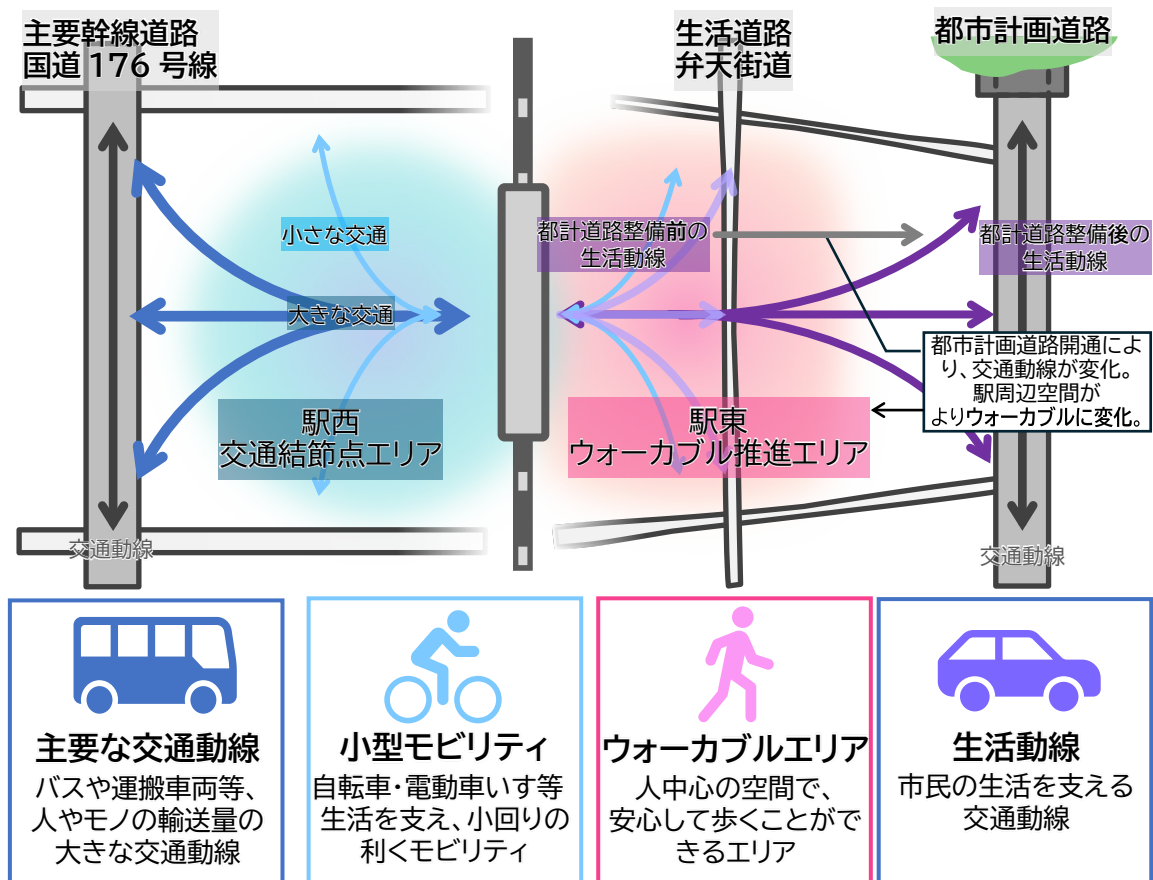 主要幹線道路
国道176号線
生活道路
弁天街道
都市計画道路
小さな交通
大きな交通
都計道路整備前の
生活動線
都計道路整備後の
生活動線
都市計画道路開通によ
り、交通動線が変化。
駅周辺空間が
よりウォーカブルに変化。
駅西
交通結節点エリア
駅東
ウォーカブル推進エリア
交通動線
交通動線
主要な交通動線
バスや運搬車両等、
人やモノの輸送量の
大きな交通動線
小型モビリティ
自転車・電動車いす等
生活を支え、小回りの
利くモビリティ
ウォーカブルエリア
人中心の空間で、
安心して歩くことがで
きるエリア
生活動線
市民の生活を支える
交通動線